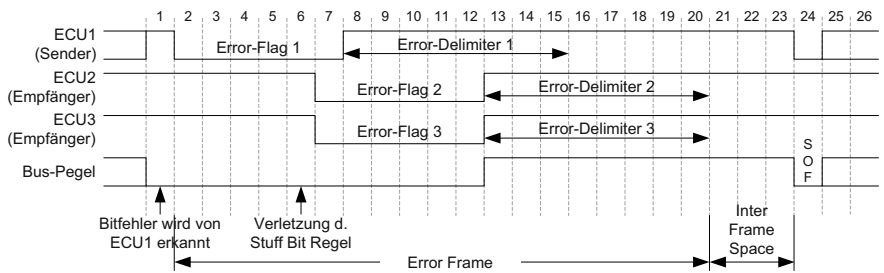 1 2 3 4 5 6 7 8 9 10 11 12 13 14 15 16 17 18 19 20 21 22 23 24 25 26
ECU1
(Sender)
Error-Flag 1
Error-Delimiter 1
ECU2
(Empfänger)
Error-Flag 2
Error-Delimiter 2
ECU3
(Empfänger)
Error-Flag 3
Error-Delimiter 3
Bus-Pegel
S
O
F
Bitfehler wird von
ECU1 erkannt
Verletzung d.
Stuff Bit Regel
Inter
Frame
Space
Error Frame